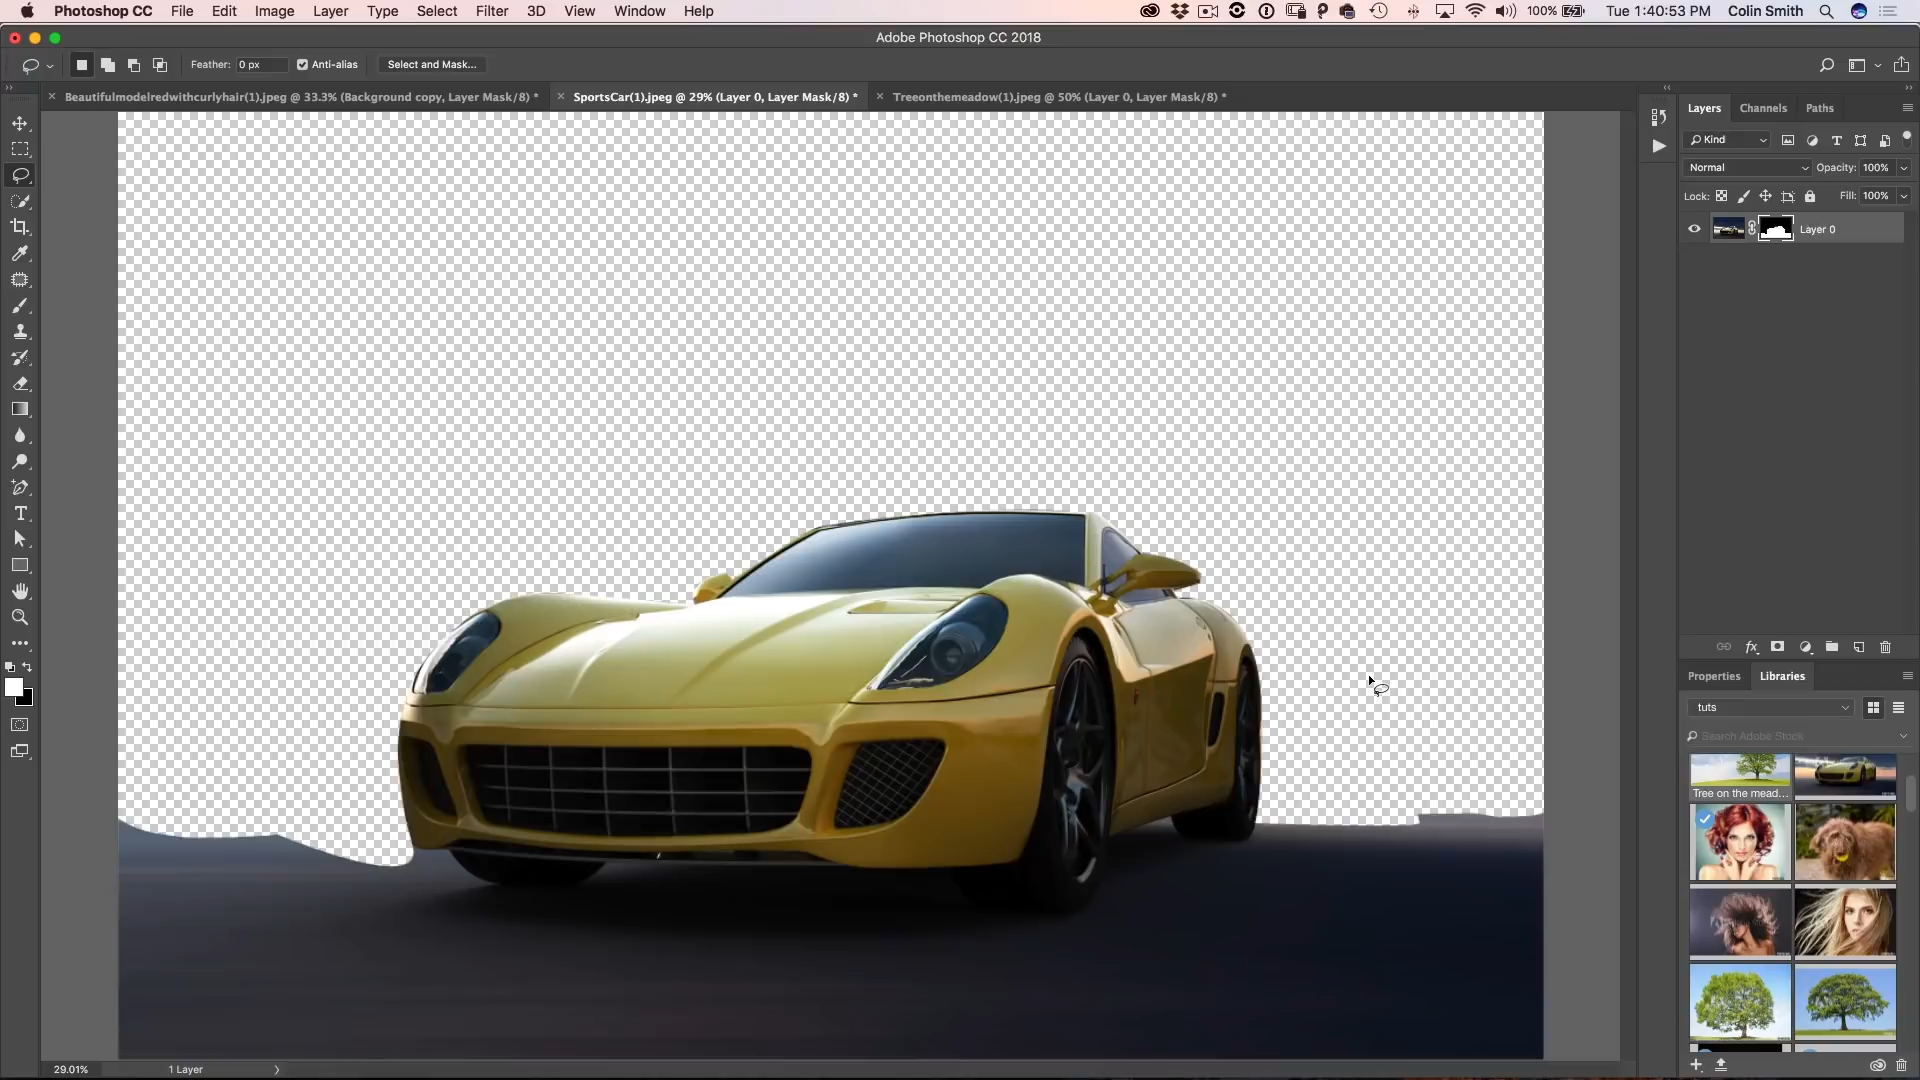 Photoshop CC File Edit Image Layer Type Select Filter 3D View Window Help 100% Tue 1:40:53 PM Colin Smith
Adobe Photoshop CC 2018
Feather: 0 px Anti-alias Select and Mask...
Beautifulmodelredwithcurlyhair(1).jpeg @ 33.3% (Background copy, Layer Mask/8) * SportsCar(1).jpeg @ 29% (Layer 0, Layer Mask/8) * Treeonthemeadow(1).jpeg @ 50% (Layer 0, Layer Mask/8) *
Layers Channels Paths
Kind
Normal Opacity: 100%
Lock: Fill: 100%
Layer 0
Properties Libraries
tuts
Search Adobe Stock
Tree on the mead...
29.01% 1 Layer